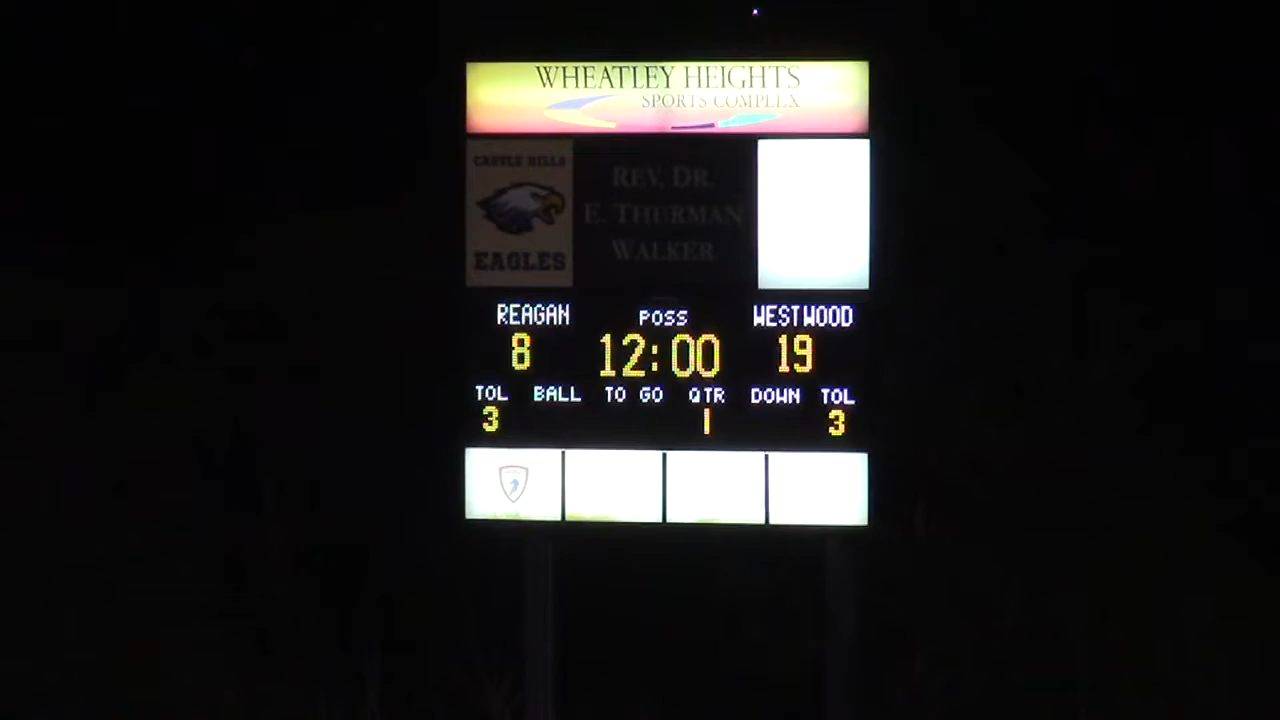 WHEATLEY HEIGHTS
SPORTS COMPLEX
CASTLE HILLS
EAGLES
REV. DR.
E. THURMAN
WALKER
REAGAN POSS WESTWOOD
8 12:00 19
TOL BALL TO GO QTR DOWN TOL
3 1 3